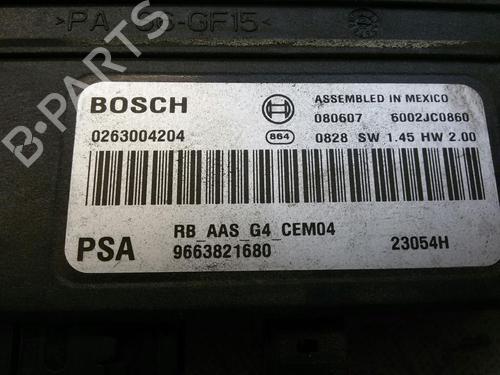 BOSCH
0263004204
864
ASSEMBLED IN MEXICO
080607 6002JC0860
0828 SW 1.45 HW 2.00
PSA
RB_AAS_G4_CEM04
9663821680
23054H
B-PARTS